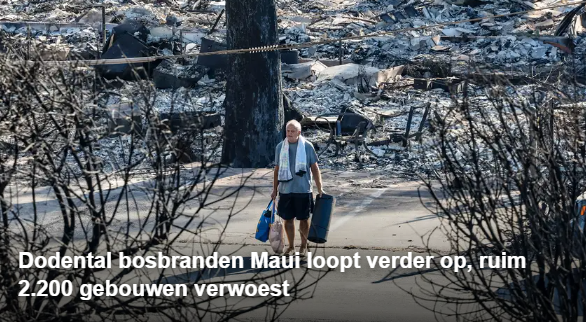 Dodental bosbranden Maui loopt verder op, ruim
2.200 gebouwen verwoest